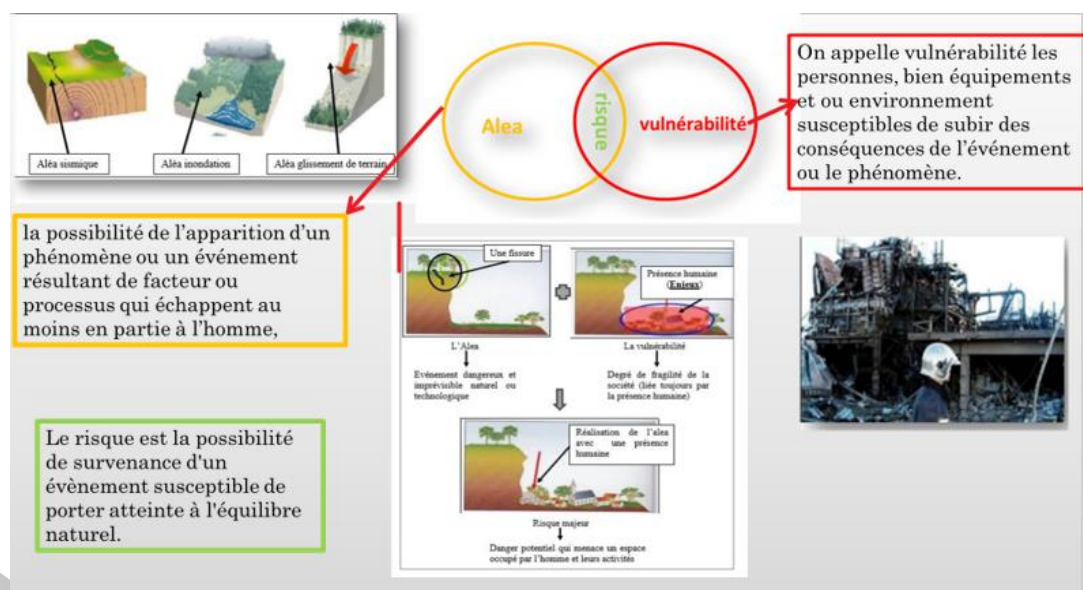 Aléa sismique
Aléa inondation
Aléa glissement de terrain
Alea
risque
vulnérabilité
On appelle vulnérabilité les
personnes, bien équipements
et ou environnement
susceptibles de subir des
conséquences de l'événement
ou le phénomène.
la possibilité de l'apparition d'un
phénomène ou un événement
résultant de facteur ou
processus qui échappent au
moins en partie à l'homme,
Le risque est la possibilité
de survenance d'un
évènement susceptible de
porter atteinte à l'équilibre
naturel.
Une fissure
Présence humaine
(Enjeux)
L'Alea
La vulnérabilité
Evénement dangereux et
imprévisible naturel ou
technologique
Degré de fragilité de la
société (liée toujours par
la présence humaine)
Réalisation de l'alea
avec une présence
humaine
Risque majeur
Danger potentiel qui menace un espace
occupé par l'homme et leurs activités